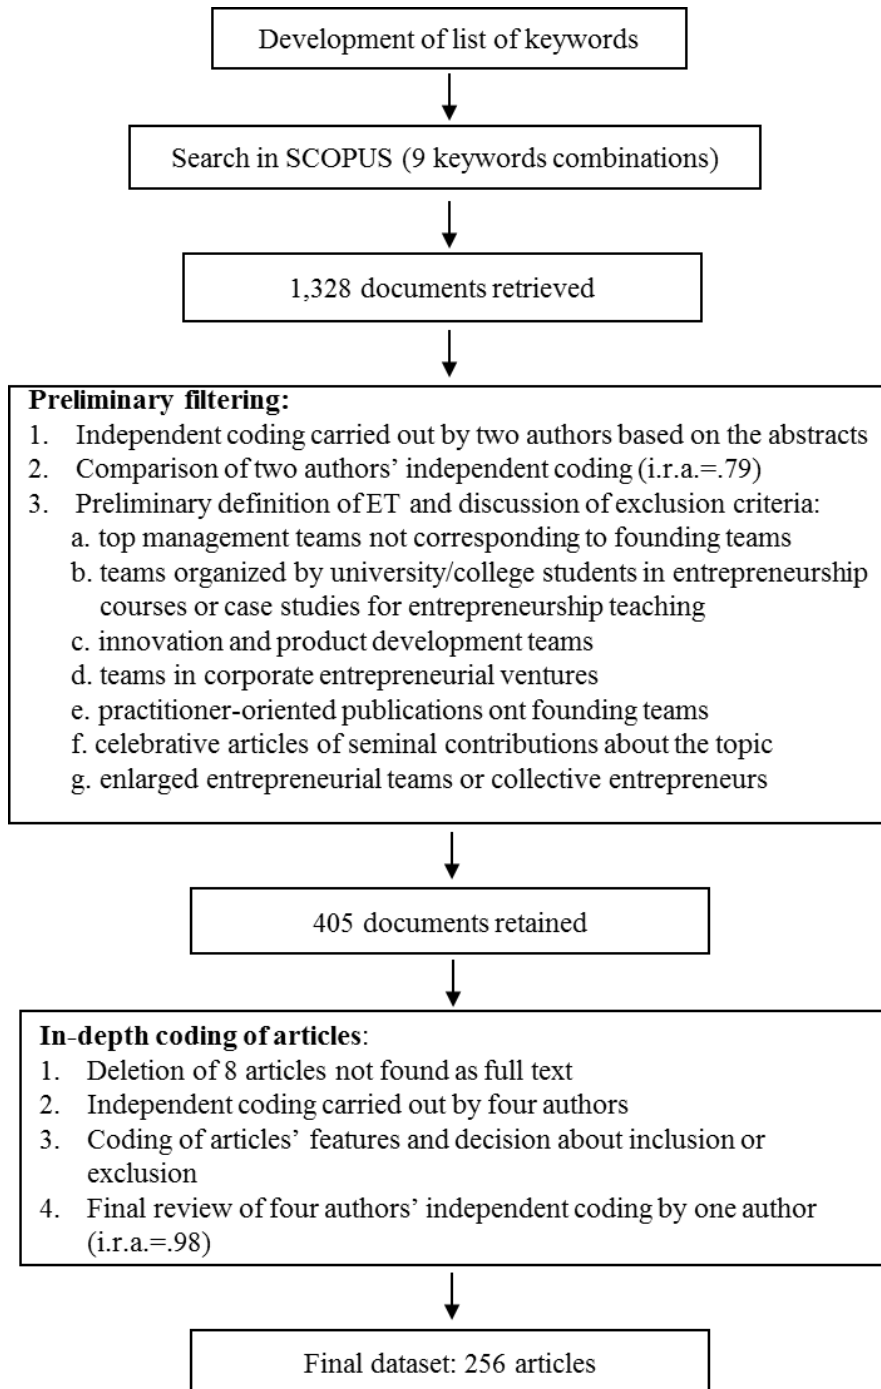 Development of list of keywords
Search in SCOPUS (9 keywords combinations)
1,328 documents retrieved
Preliminary filtering:
1. Independent coding carried out by two authors based on the abstracts
2. Comparison of two authors’ independent coding (i.r.a.=.79)
3. Preliminary definition of ET and discussion of exclusion criteria:
a. top management teams not corresponding to founding teams
b. teams organized by university/college students in entrepreneurship
courses or case studies for entrepreneurship teaching
c. innovation and product development teams
d. teams in corporate entrepreneurial ventures
e. practitioner-oriented publications ont founding teams
f. celebrative articles of seminal contributions about the topic
g. enlarged entrepreneurial teams or collective entrepreneurs
405 documents retained
In-depth coding of articles:
1. Deletion of 8 articles not found as full text
2. Independent coding carried out by four authors
3. Coding of articles’ features and decision about inclusion or
exclusion
4. Final review of four authors’ independent coding by one author
(i.r.a.=.98)
Final dataset: 256 articles